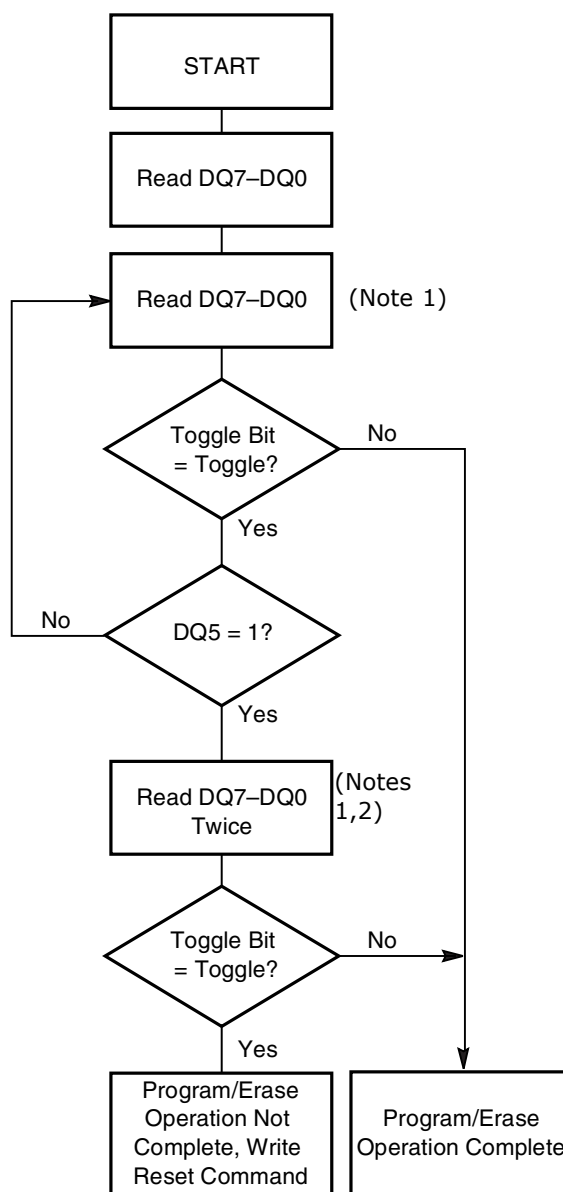 START
Read DQ7–DQ0
Read DQ7–DQ0
(Note 1)
Toggle Bit
= Toggle?
No
Yes
No
DQ5 = 1?
Yes
Read DQ7–DQ0
Twice
(Notes
1,2)
Toggle Bit
= Toggle?
No
Yes
Program/Erase
Operation Not
Complete, Write
Reset Command
Program/Erase
Operation Complete